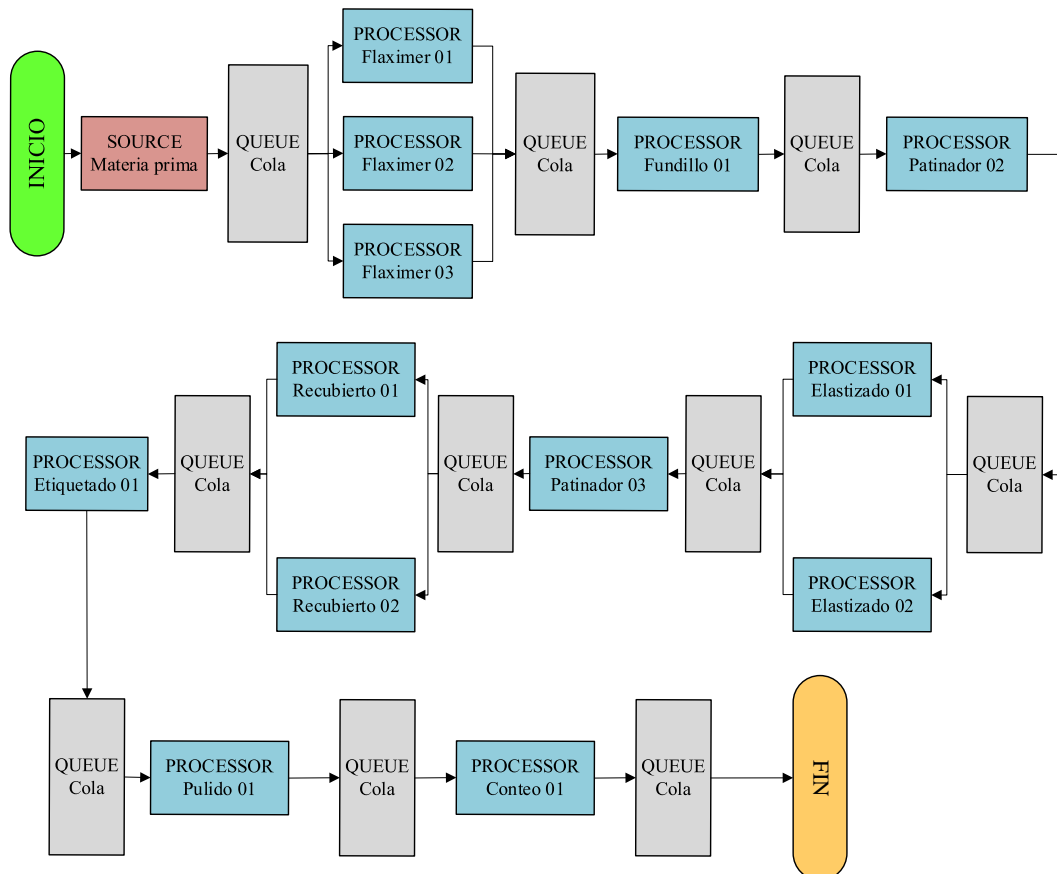 INICIO
SOURCE
Materia prima
QUEUE
Cola
PROCESSOR
Flaximer 01
PROCESSOR
Flaximer 02
PROCESSOR
Flaximer 03
QUEUE
Cola
PROCESSOR
Fundillo 01
QUEUE
Cola
PROCESSOR
Patinador 02
QUEUE
Cola
PROCESSOR
Elastizado 01
PROCESSOR
Elastizado 02
QUEUE
Cola
PROCESSOR
Patinador 03
QUEUE
Cola
PROCESSOR
Recubierto 01
PROCESSOR
Recubierto 02
QUEUE
Cola
PROCESSOR
Etiquetado 01
QUEUE
Cola
PROCESSOR
Pulido 01
QUEUE
Cola
PROCESSOR
Conteo 01
QUEUE
Cola
FIN